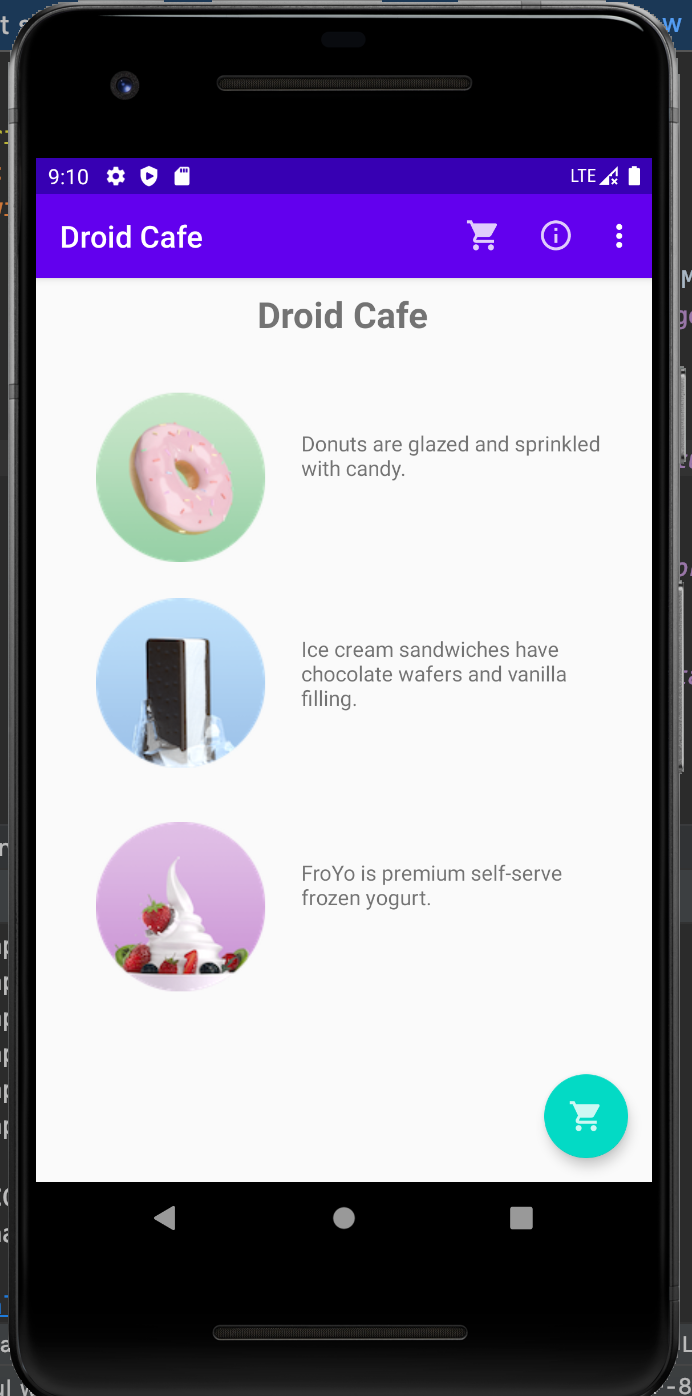 9:10
LTE
Droid Cafe
Droid Cafe
Donuts are glazed and sprinkled
with candy.
Ice cream sandwiches have
chocolate wafers and vanilla
filling.
FroYo is premium self-serve
frozen yogurt.